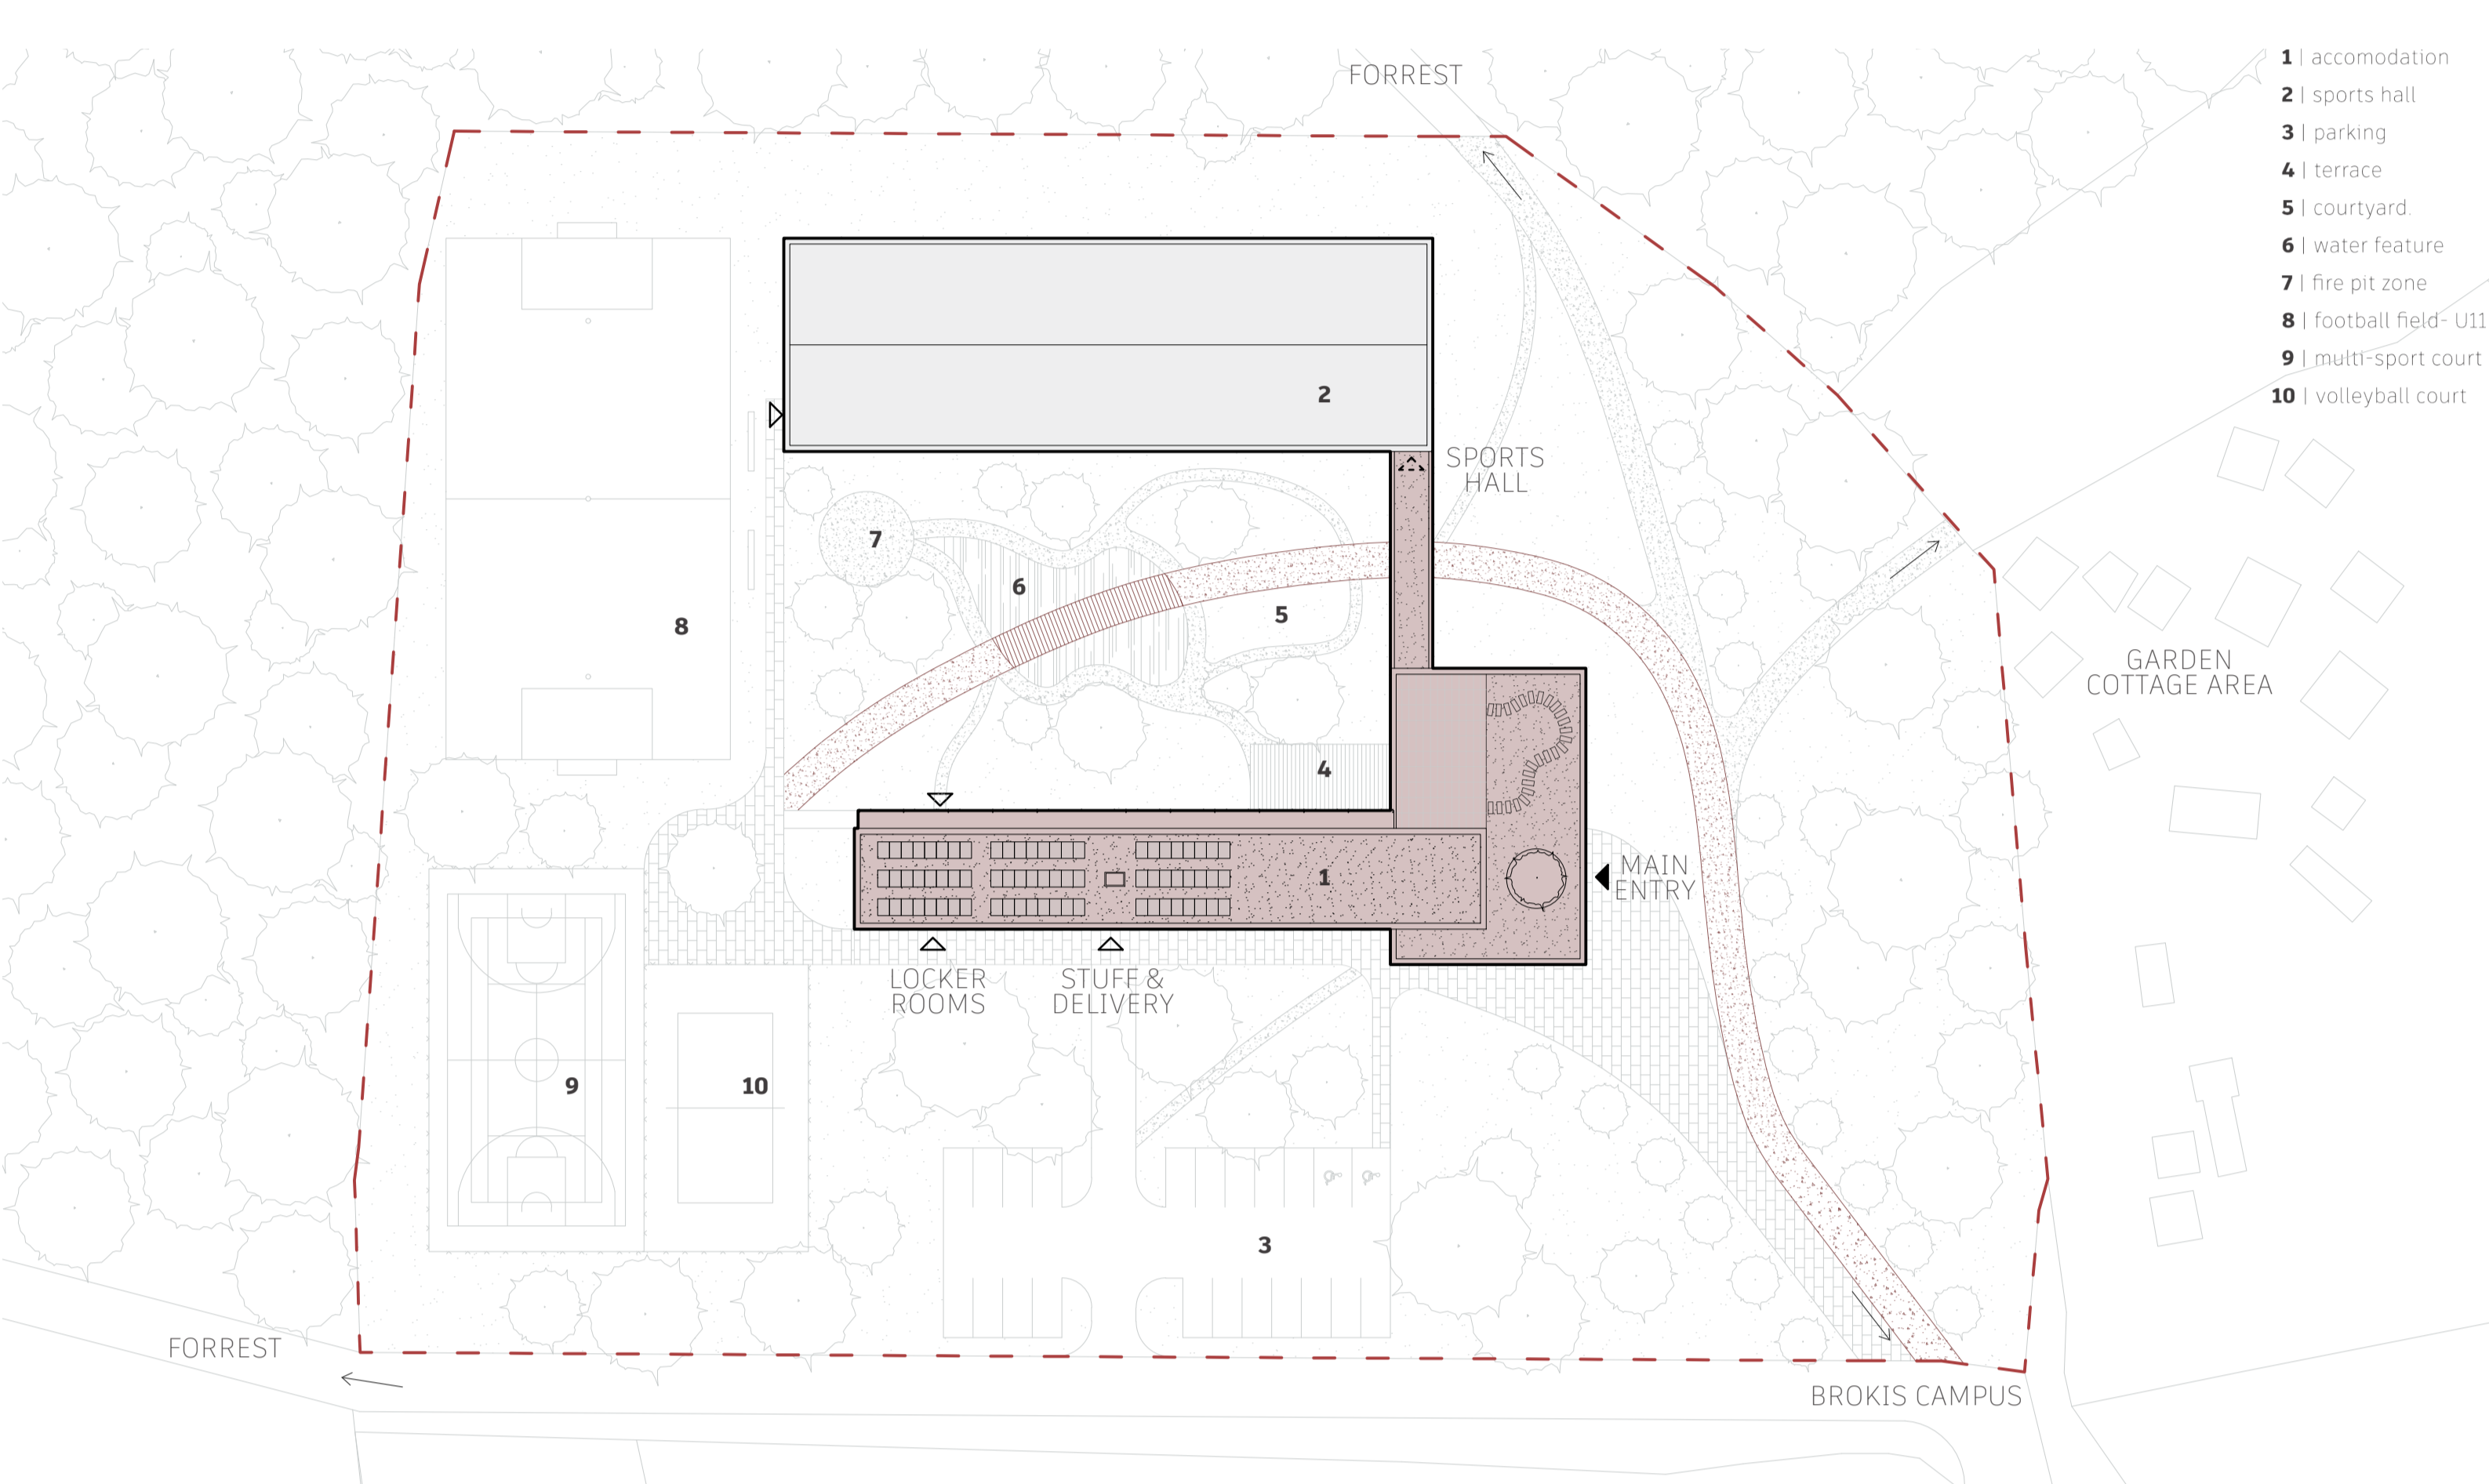 FORREST
1 | accomodation
2 | sports hall
3 | parking
4 | terrace
5 | courtyard.
6 | water feature
7 | fire pit zone
8 | football field- U11
9 | multi-sport court
10 | volleyball court
2
SPORTS
HALL
7
6
5
8
GARDEN
COTTAGE AREA
4
1
MAIN
ENTRY
LOCKER
ROOMS
STUFF &
DELIVERY
9
10
3
FORREST
BROKIS CAMPUS